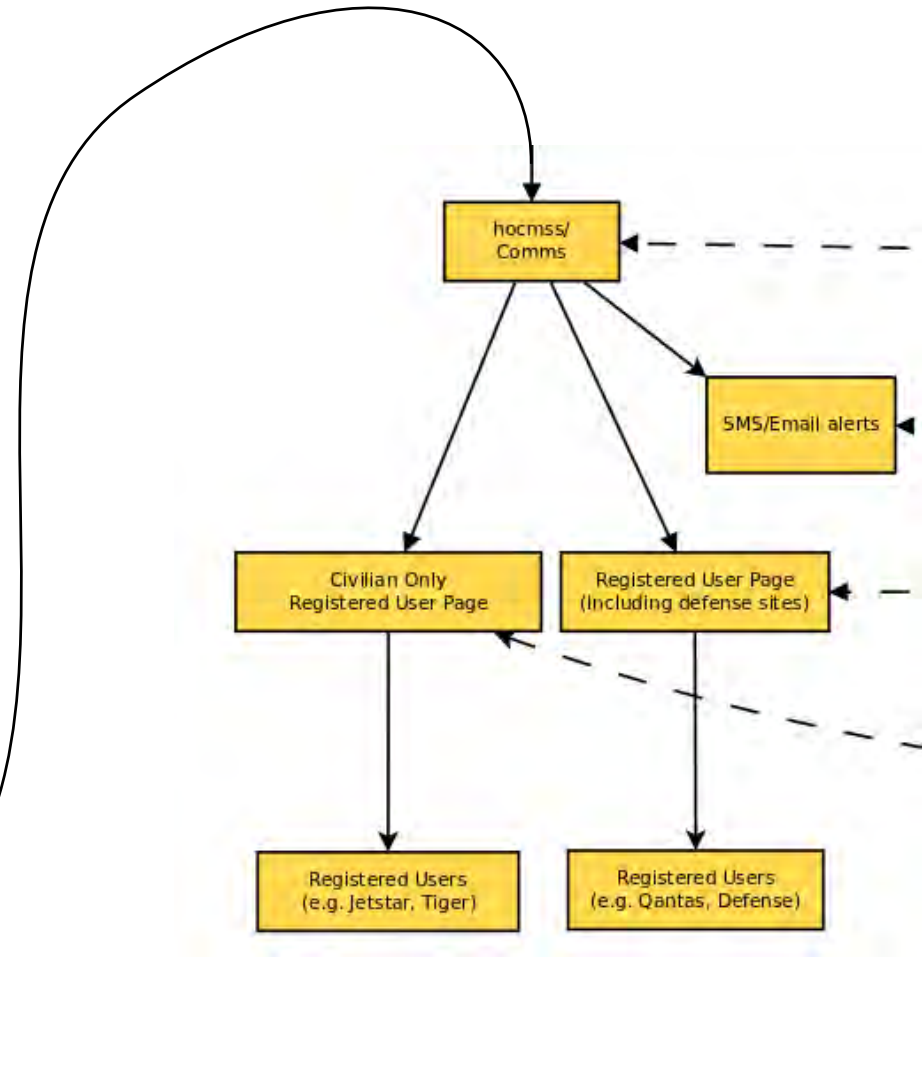 hocmss/
Comms
SMS/Email alerts
Civilian Only
Registered User Page
Registered User Page
(Including defense sites)
Registered Users
(e.g. Jetstar, Tiger)
Registered Users
(e.g. Qantas, Defense)